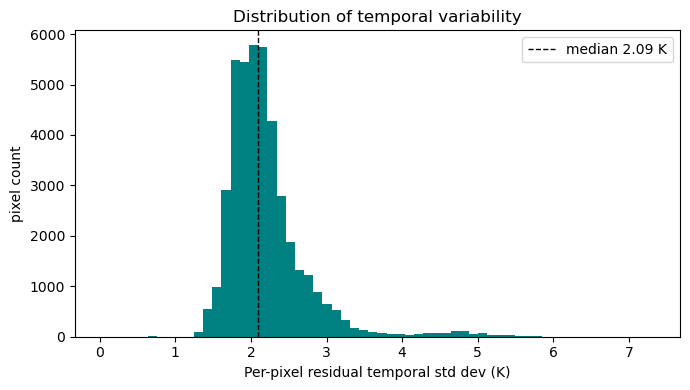 Distribution of temporal variability
median 2.09 K
pixel count
6000
5000
4000
3000
2000
1000
0
0 1 2 3 4 5 6 7
Per-pixel residual temporal std dev (K)